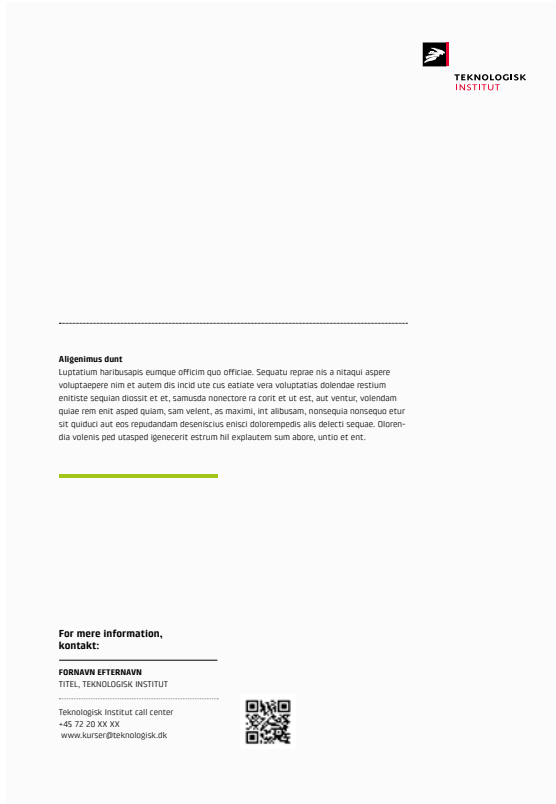 TEKNOLOGISK
INSTITUT
Aligenimus dunt
Luptatium haribusapis eumque officim quo officiae. Sequatu reprae nis a nitaqui aspere
voluptaepere nim et autem dis incid ute cus eatiate vera voluptatias dolendae restium
enitiste sequian diossit et et, samusda nonectore ra corit et ut est, aut ventur, volendam
quiae rem enit asped quiam, sam velent, as maximi, int alibusam, nonsequia nonsequo etur
sit quiduci aut eos repudandam deseniscius enisci dolorempedis alis delecti sequae. Oloren-
dia volenis ped utasped igenecerit estrum hil explautem sum abore, untio et ent.
For mere information,
kontakt:
FORNAVN EFTERNAVN
TITEL, TEKNOLOGISK INSTITUT
Teknologisk Institut call center
+45 72 20 XX XX
www.kurser@teknologisk.dk